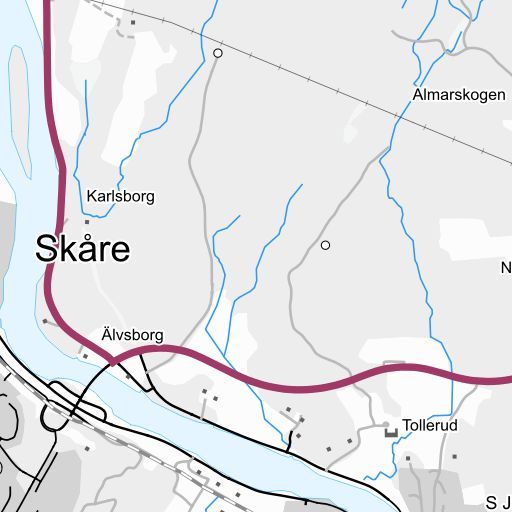 Almarskogen
Karlsborg
Skåre
N
Älvsborg
Tollerud
S J